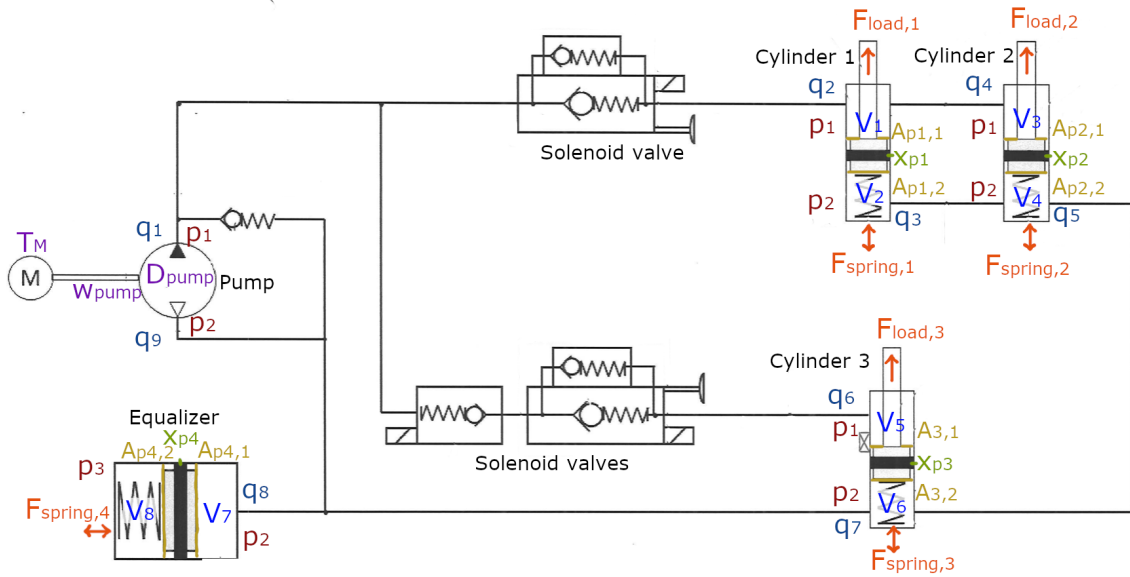 Fload,1
Fload,2
Cylinder 1
Cylinder 2
q2
q4
p1
V1
Ap1,1
p1
V3
Ap2,1
Solenoid valve
xp1
xp2
p2
V2
Ap1,2
p2
V4
Ap2,2
q3
q5
Fspring,1
Fspring,2
q1
p1
TM
M
wpump
Dpump
Pump
p2
q9
Fload,3
Cylinder 3
q6
V5
p1
A3,1
Solenoid valves
xp3
p2
V6
A3,2
q7
Fspring,3
Equalizer
xp4
Ap4,2
Ap4,1
p3
q8
Fspring,4
V8
V7
p2